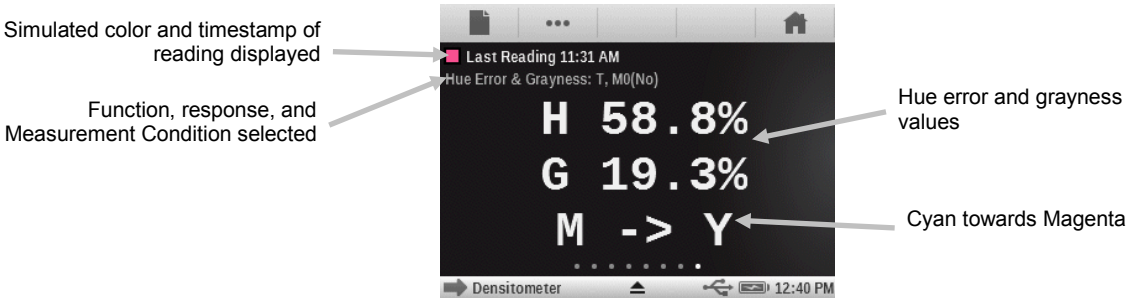 Simulated color and timestamp of
reading displayed
Function, response, and
Measurement Condition selected
•••
Last Reading 11:31 AM
Hue Error & Grayness: T, M0(No)
H 58.8%
G 19.3%
M -> Y
Densitometer
12:40 PM
Hue error and grayness
values
Cyan towards Magenta